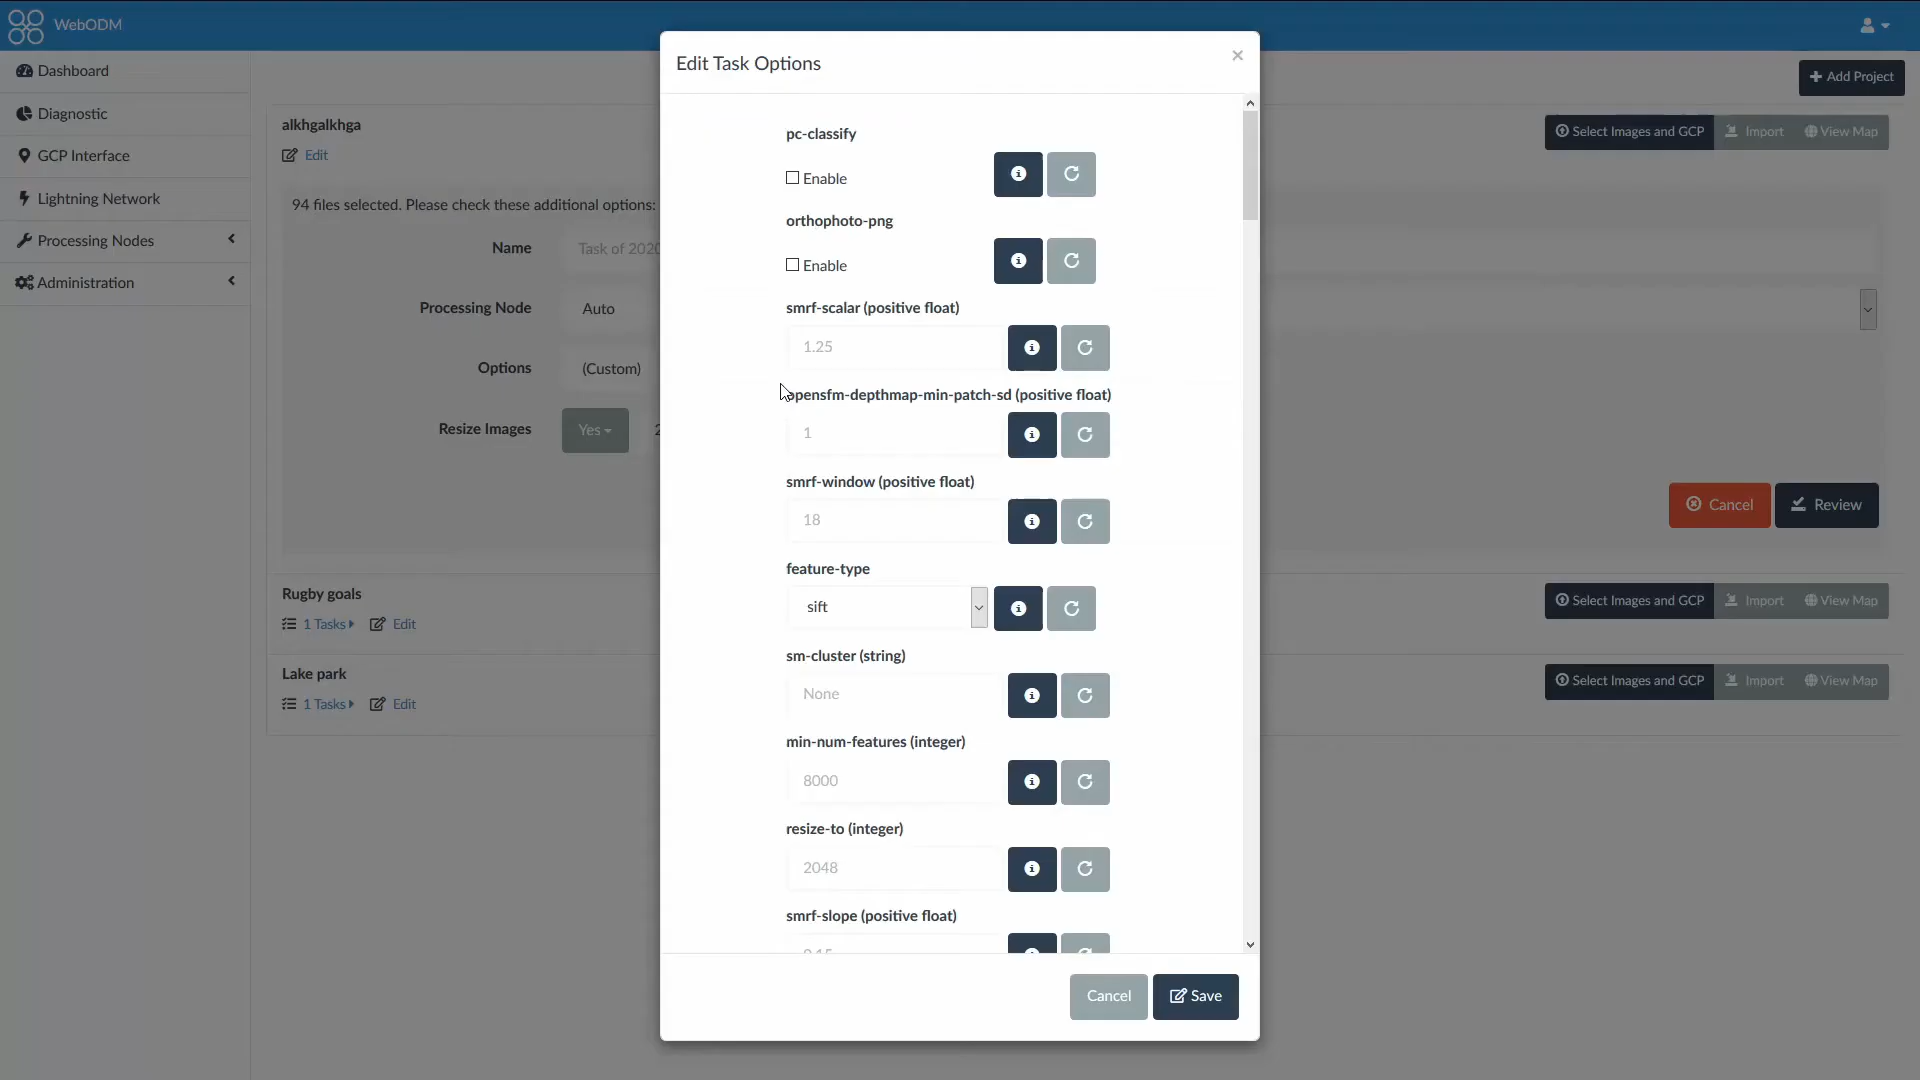 WebODM
Dashboard
Diagnostic
GCP Interface
Lightning Network
Processing Nodes
Administration
Add Project
alkhgalkhga
Edit
Select Images and GCP
Import
View Map
94 files selected. Please check these additional options:
Name
Task of 2020
Processing Node
Auto
Options
(Custom)
Resize Images
Yes
2
Cancel
Review
Rugby goals
1 Tasks
Edit
Select Images and GCP
Import
View Map
Lake park
1 Tasks
Edit
Select Images and GCP
Import
View Map
Edit Task Options
×
pc-classify
Enable
orthophoto-png
Enable
smrf-scalar (positive float)
1.25
opensfm-depthmap-min-patch-sd (positive float)
1
smrf-window (positive float)
18
feature-type
sift
sm-cluster (string)
None
min-num-features (integer)
8000
resize-to (integer)
2048
smrf-slope (positive float)
0.15
Cancel
Save